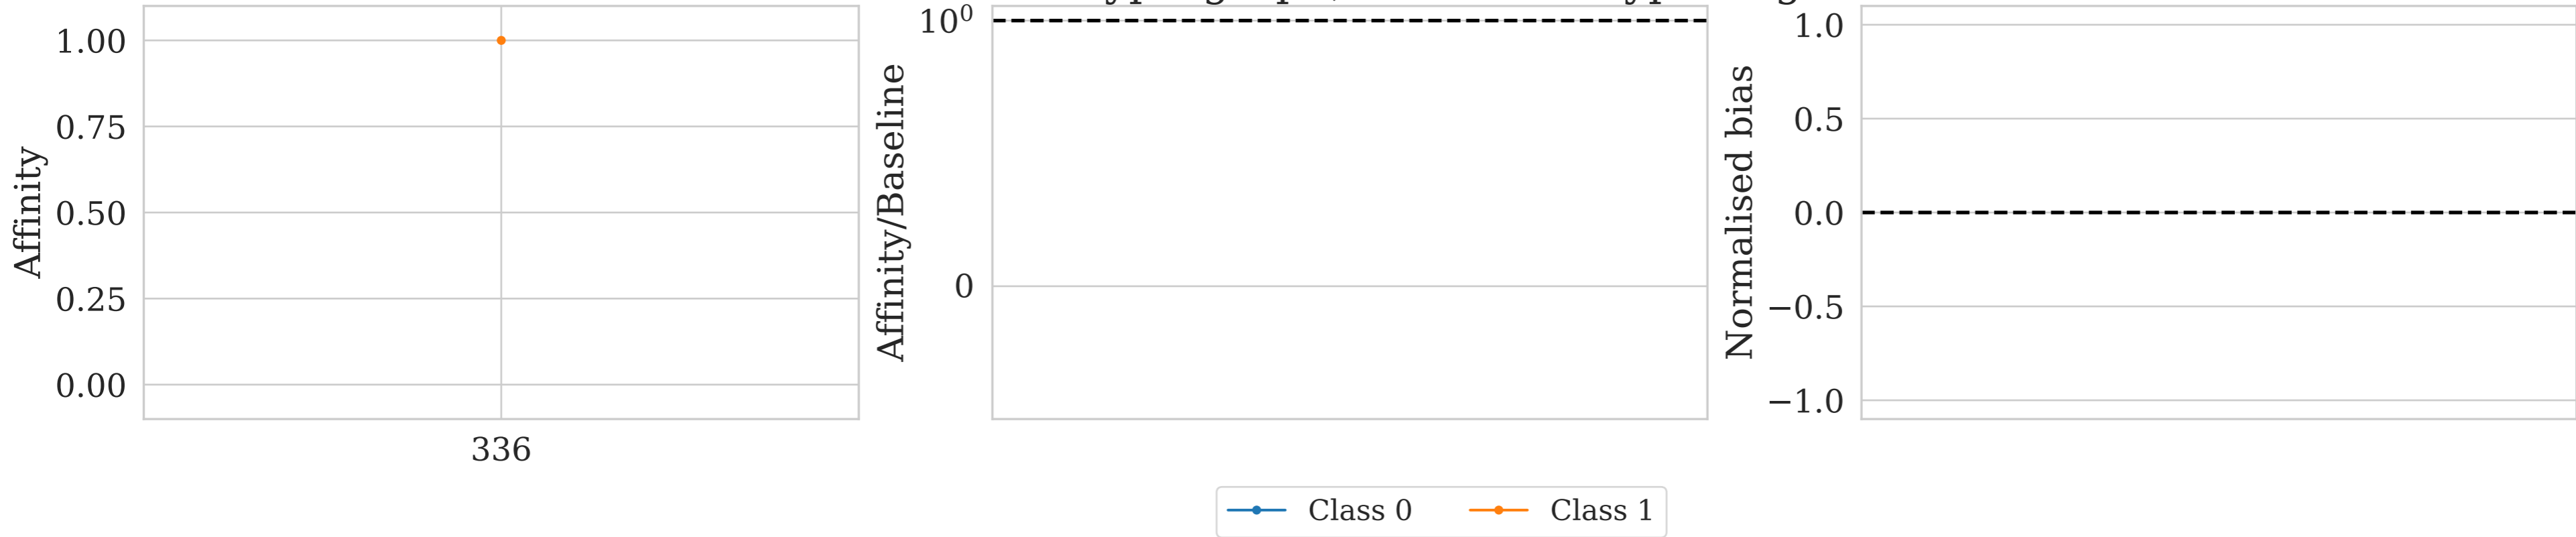 Affinity
1.00
0.75
0.50
0.25
0.00
336
Affinity/Baseline
10⁰
0
Normalised bias
1.0
0.5
0.0
−0.5
−1.0
Class 0
Class 1